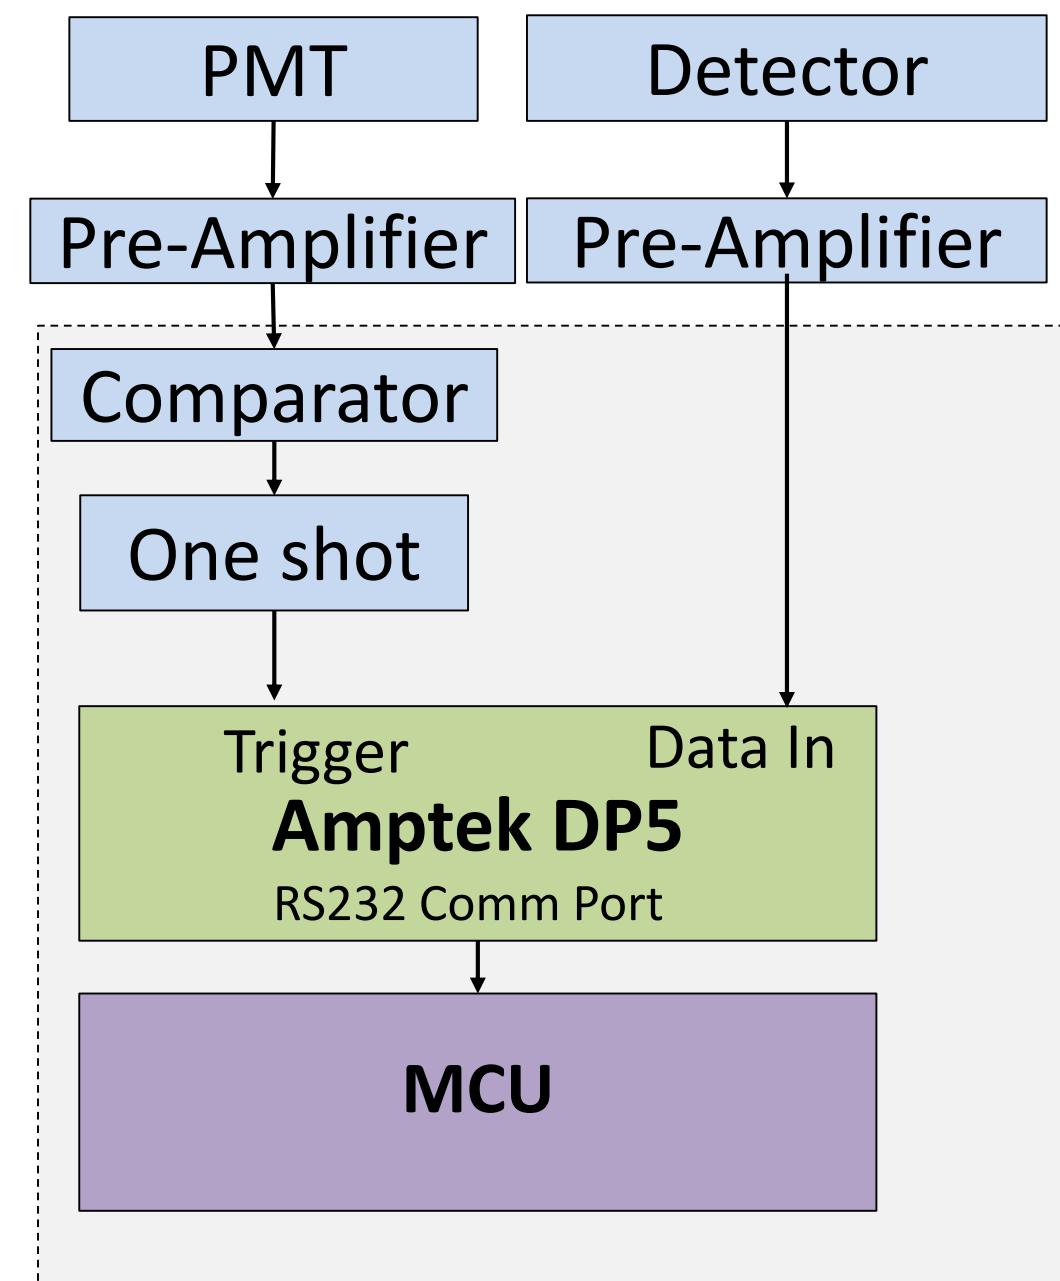 PMT
Detector
Pre-Amplifier
Pre-Amplifier
Comparator
One shot
Trigger
Data In
Amptek DP5
RS232 Comm Port
MCU